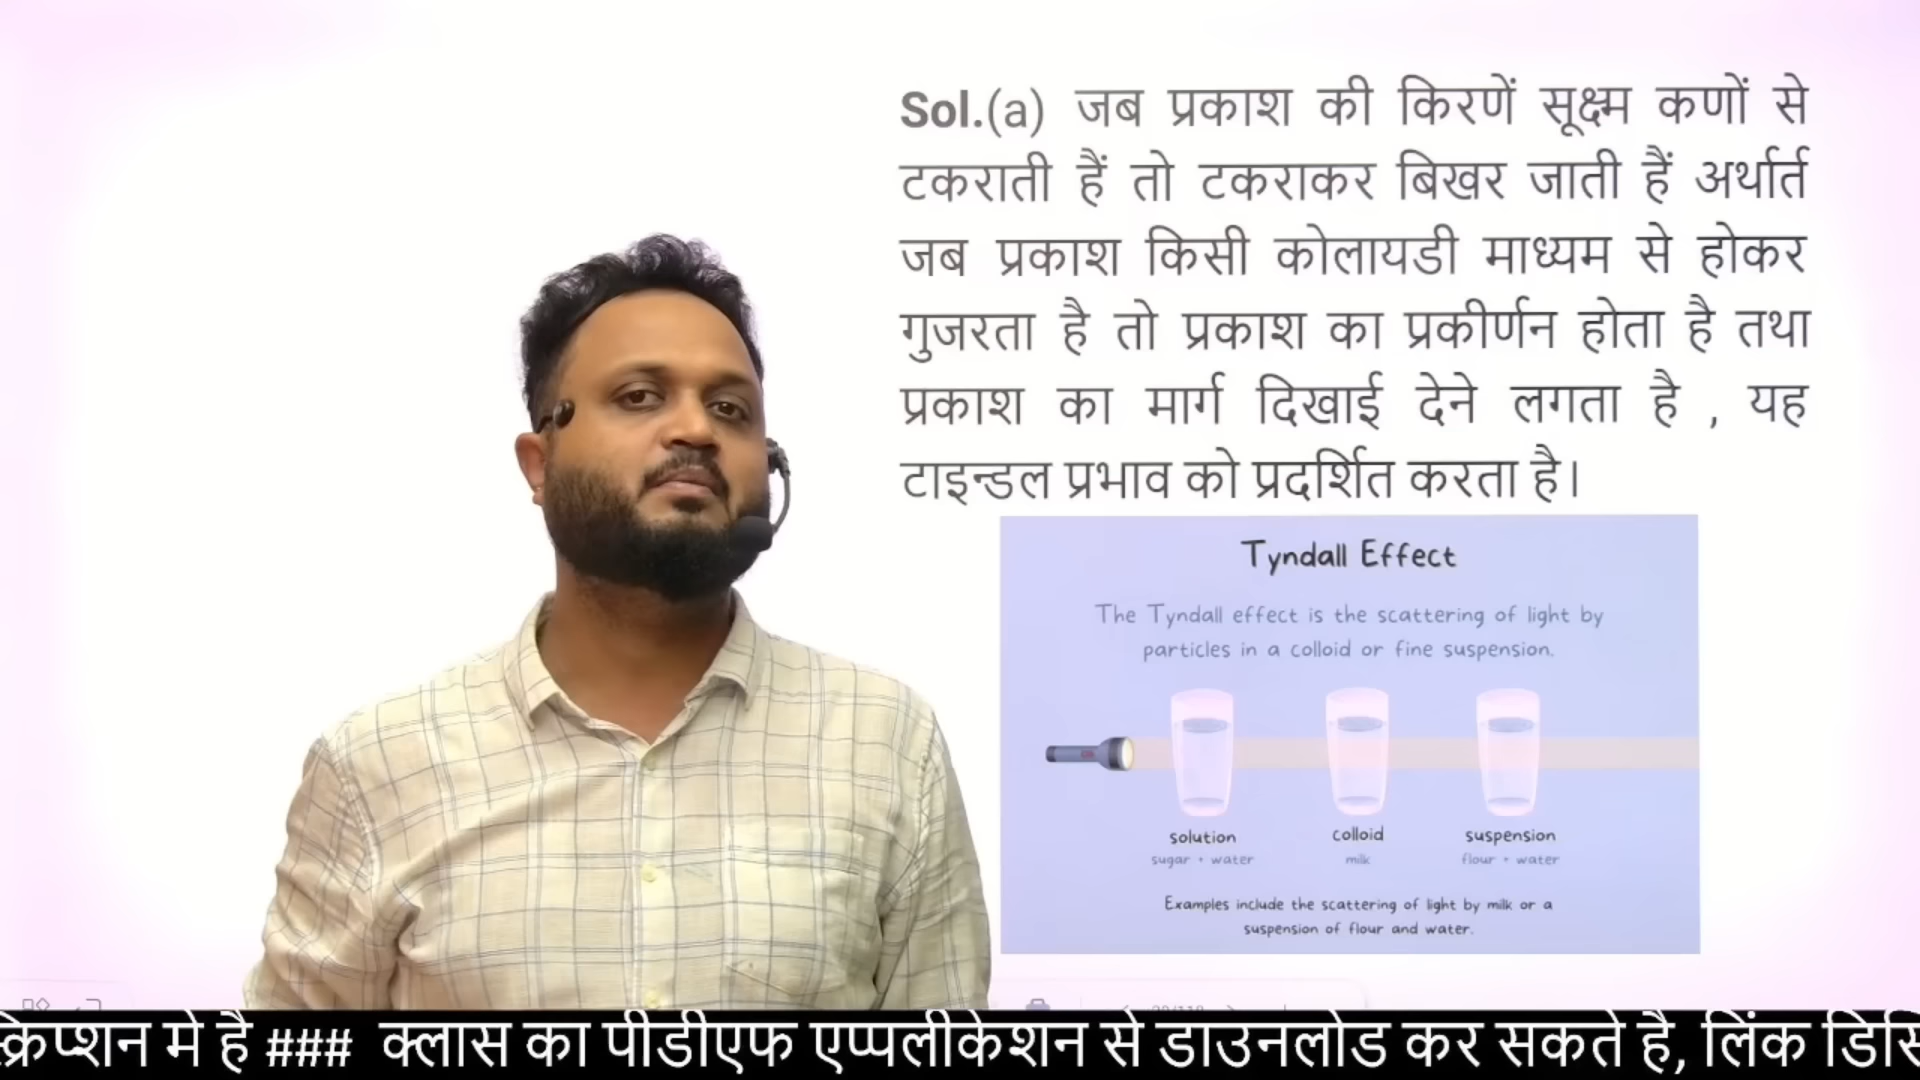 Sol.(a) जब प्रकाश की किरणें सूक्ष्म कणों से
टकराती हैं तो टकराकर बिखर जाती हैं अर्थार्त
जब प्रकाश किसी कोलायडी माध्यम से होकर
गुजरता है तो प्रकाश का प्रकीर्णन होता है तथा
प्रकाश का मार्ग दिखाई देने लगता है , यह
टाइन्डल प्रभाव को प्रदर्शित करता है।
Tyndall Effect
The Tyndall effect is the scattering of light by
particles in a colloid or fine suspension.
solution colloid suspension
sugar + water milk flour + water
Examples include the scattering of light by milk or a
suspension of flour and water.
क्रिप्शन मे है ### क्लास का पीडीएफ एप्पलीकेशन से डाउनलोड कर सकते है, लिंक डिस्